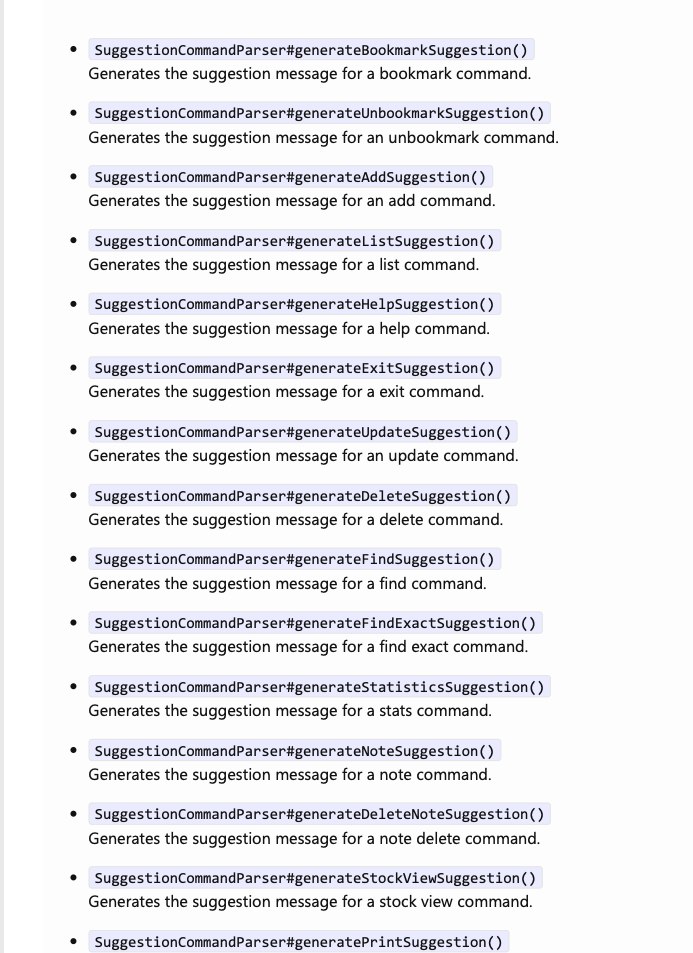 SuggestionCommandParser#generateBookmarkSuggestion()
Generates the suggestion message for a bookmark command.
SuggestionCommandParser#generateUnbookmarkSuggestion()
Generates the suggestion message for an unbookmark command.
SuggestionCommandParser#generateAddSuggestion()
Generates the suggestion message for an add command.
SuggestionCommandParser#generateListSuggestion()
Generates the suggestion message for a list command.
SuggestionCommandParser#generateHelpSuggestion()
Generates the suggestion message for a help command.
SuggestionCommandParser#generateExitSuggestion()
Generates the suggestion message for a exit command.
SuggestionCommandParser#generateUpdateSuggestion()
Generates the suggestion message for an update command.
SuggestionCommandParser#generateDeleteSuggestion()
Generates the suggestion message for a delete command.
SuggestionCommandParser#generateFindSuggestion()
Generates the suggestion message for a find command.
SuggestionCommandParser#generateFindExactSuggestion()
Generates the suggestion message for a find exact command.
SuggestionCommandParser#generateStatisticsSuggestion()
Generates the suggestion message for a stats command.
SuggestionCommandParser#generateNoteSuggestion()
Generates the suggestion message for a note command.
SuggestionCommandParser#generateDeleteNoteSuggestion()
Generates the suggestion message for a note delete command.
SuggestionCommandParser#generateStockViewSuggestion()
Generates the suggestion message for a stock view command.
SuggestionCommandParser#generatePrintSuggestion()